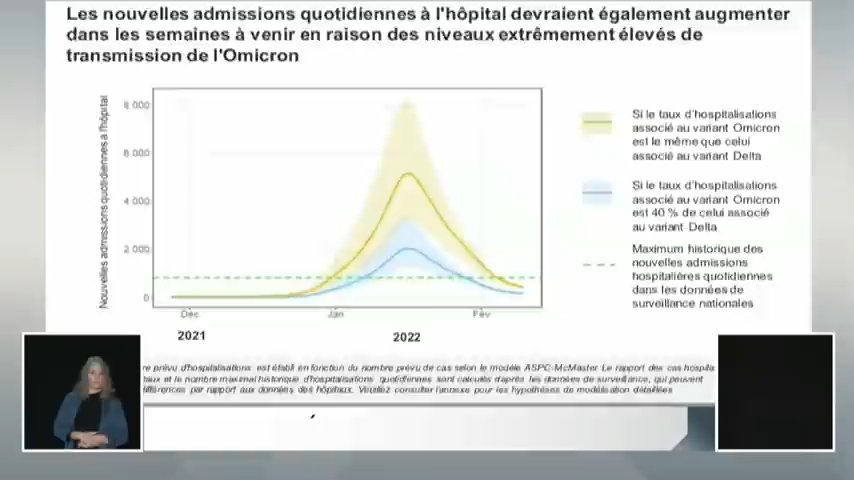 Les nouvelles admissions quotidiennes à l'hôpital devraient également augmenter
dans les semaines à venir en raison des niveaux extrêmement élevés de
transmission de l'Omicron
Nouvelles admissions quotidiennes à l'hôpital
8 000
6 000
4 000
2 000
0
Déc
Jan
Fév
2021
2022
Si le taux d'hospitalisations
associé au variant Omicron
est le même que celui
associé au variant Delta
Si le taux d'hospitalisations
associé au variant Omicron
est 40 % de celui associé
au variant Delta
Maximum historique des
nouvelles admissions
hospitalières quotidiennes
dans les données de
surveillance nationales
re prévu d'hospitalisations est établi en fonction du nombre prévu de cas selon le modèle ASPC-McMaster Le rapport des cas hospita
taux et le nombre maximal historique d'hospitalisations quotidiennes sont calculés d'après les données de surveillance, qui peuvent
différences par rapport aux données des hôpitaux. Veuillez consulter l'annexe pour les hypothèses de modélisation détaillées